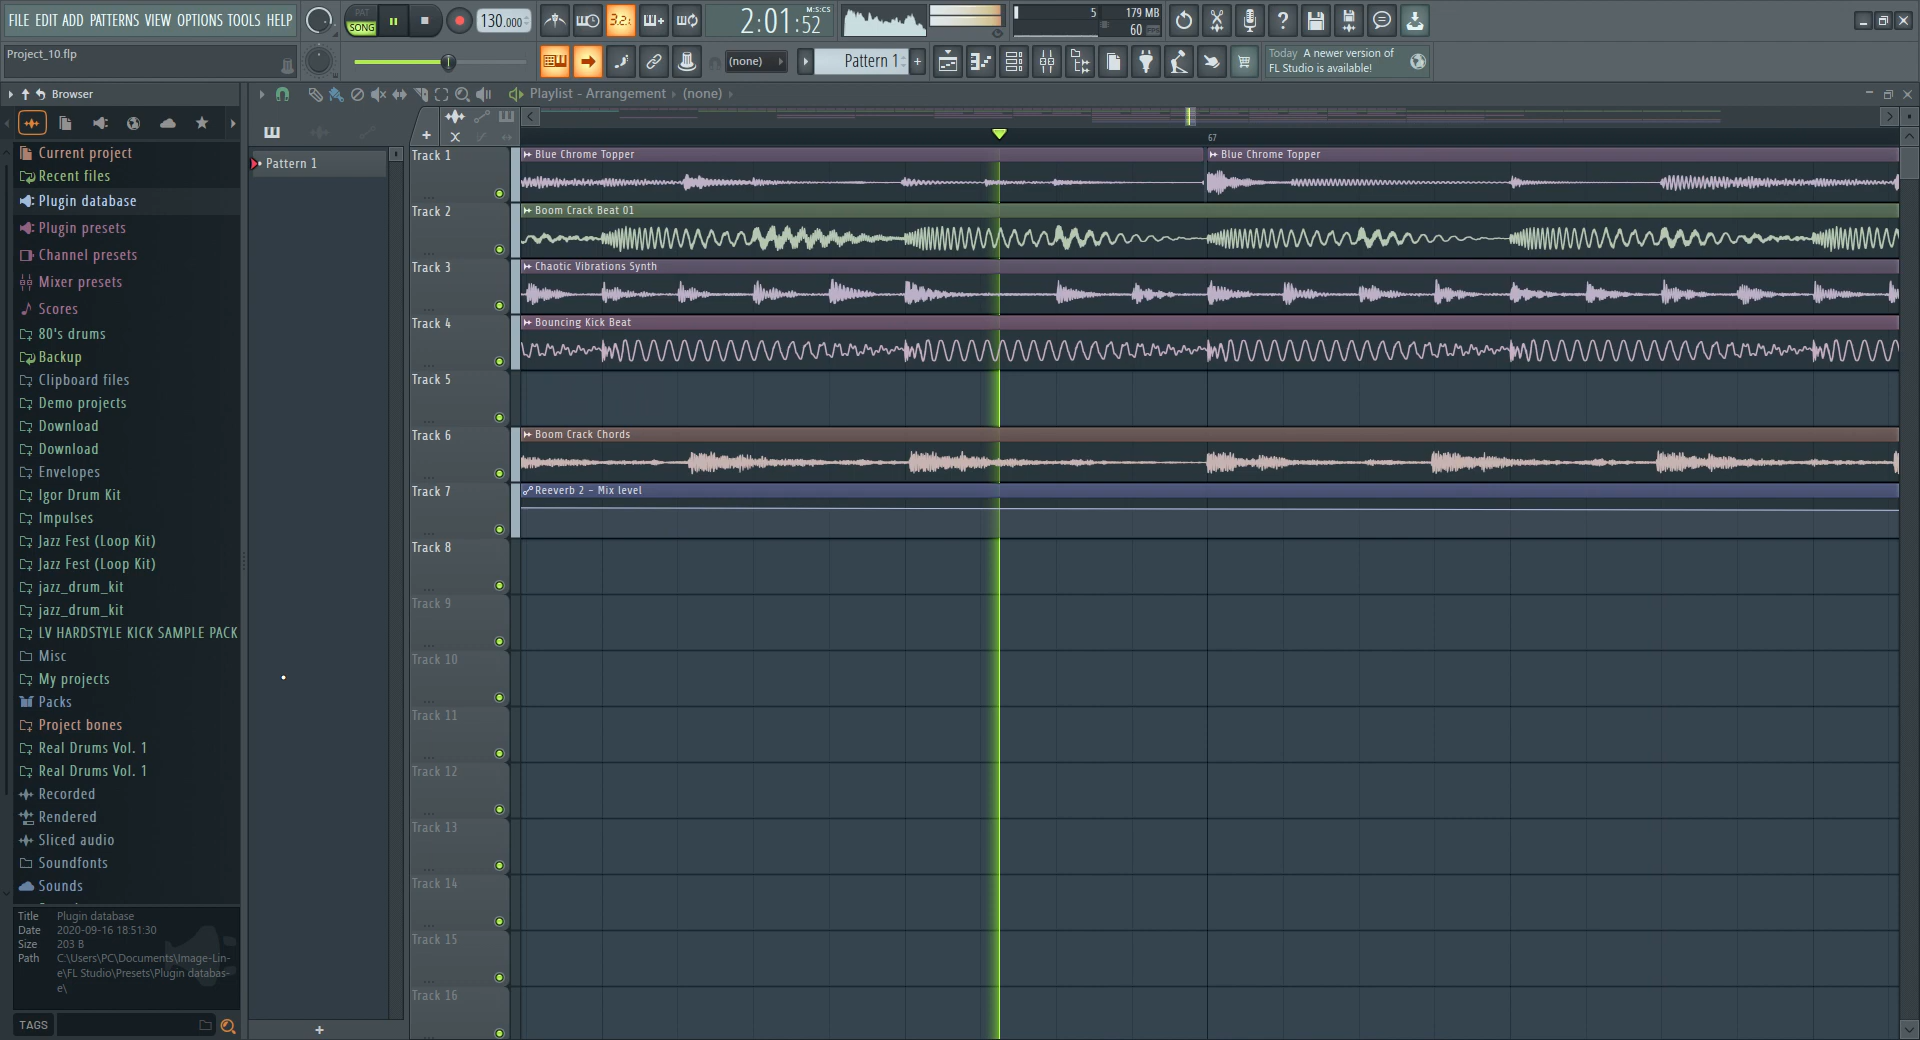 FILE EDIT ADD PATTERNS VIEW OPTIONS TOOLS HELP
PAT
SONG
130.000
3.2.
2:01:52
M:S:CS
5
179 MB
60
Project_10.flp
(none)
Pattern 1
Today A newer version of
FL Studio is available!
Browser
Playlist - Arrangement
(none)
Current project
Recent files
Plugin database
Plugin presets
Channel presets
Mixer presets
Scores
80's drums
Backup
Clipboard files
Demo projects
Download
Download
Envelopes
Igor Drum Kit
Impulses
Jazz Fest (Loop Kit)
Jazz Fest (Loop Kit)
jazz_drum_kit
jazz_drum_kit
LV HARDSTYLE KICK SAMPLE PACK
Misc
My projects
Packs
Project bones
Real Drums Vol. 1
Real Drums Vol. 1
Recorded
Rendered
Sliced audio
Soundfonts
Sounds
Title Plugin database
Date 2020-09-16 18:51:30
Size 203 B
Path C:\Users\PC\Documents\Image-Lin-
e\FL Studio\Presets\Plugin databas-
e\
TAGS
Pattern 1
67
Track 1
Blue Chrome Topper
Blue Chrome Topper
Track 2
Boom Crack Beat 01
Track 3
Chaotic Vibrations Synth
Track 4
Bouncing Kick Beat
Track 5
Track 6
Boom Crack Chords
Track 7
Reeverb 2 - Mix level
Track 8
Track 9
Track 10
Track 11
Track 12
Track 13
Track 14
Track 15
Track 16